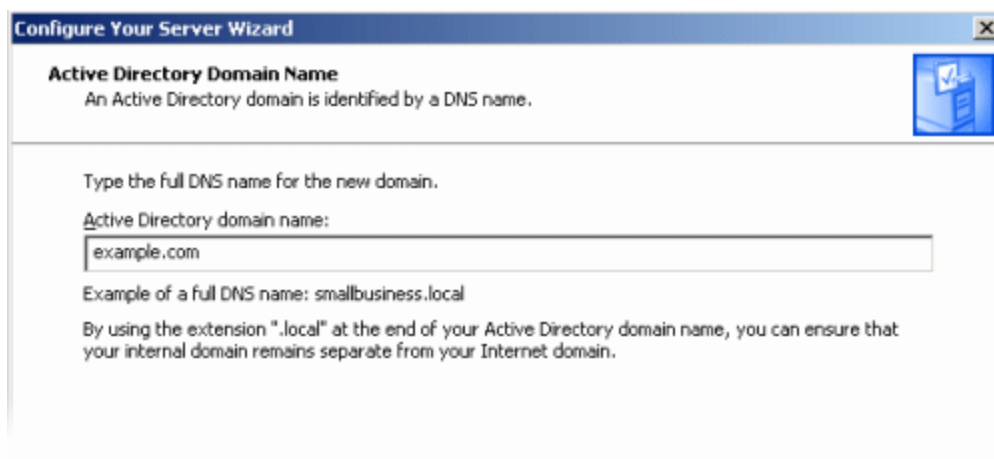 Configure Your Server Wizard
Active Directory Domain Name
An Active Directory domain is identified by a DNS name.
Type the full DNS name for the new domain.
Active Directory domain name:
example.com
Example of a full DNS name: smallbusiness.local
By using the extension ".local" at the end of your Active Directory domain name, you can ensure that
your internal domain remains separate from your Internet domain.